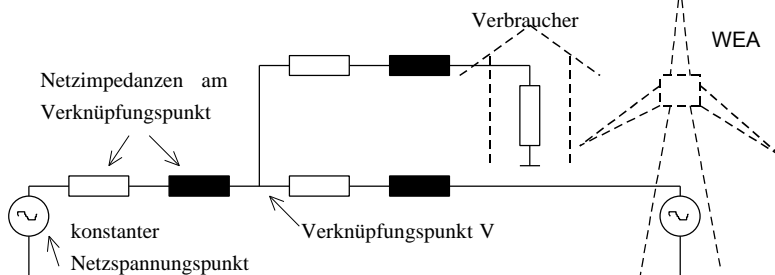 Verbraucher
WEA
Netzimpedanzen am
Verknüpfungspunkt
Verknüpfungspunkt V
konstanter
Netzspannungspunkt